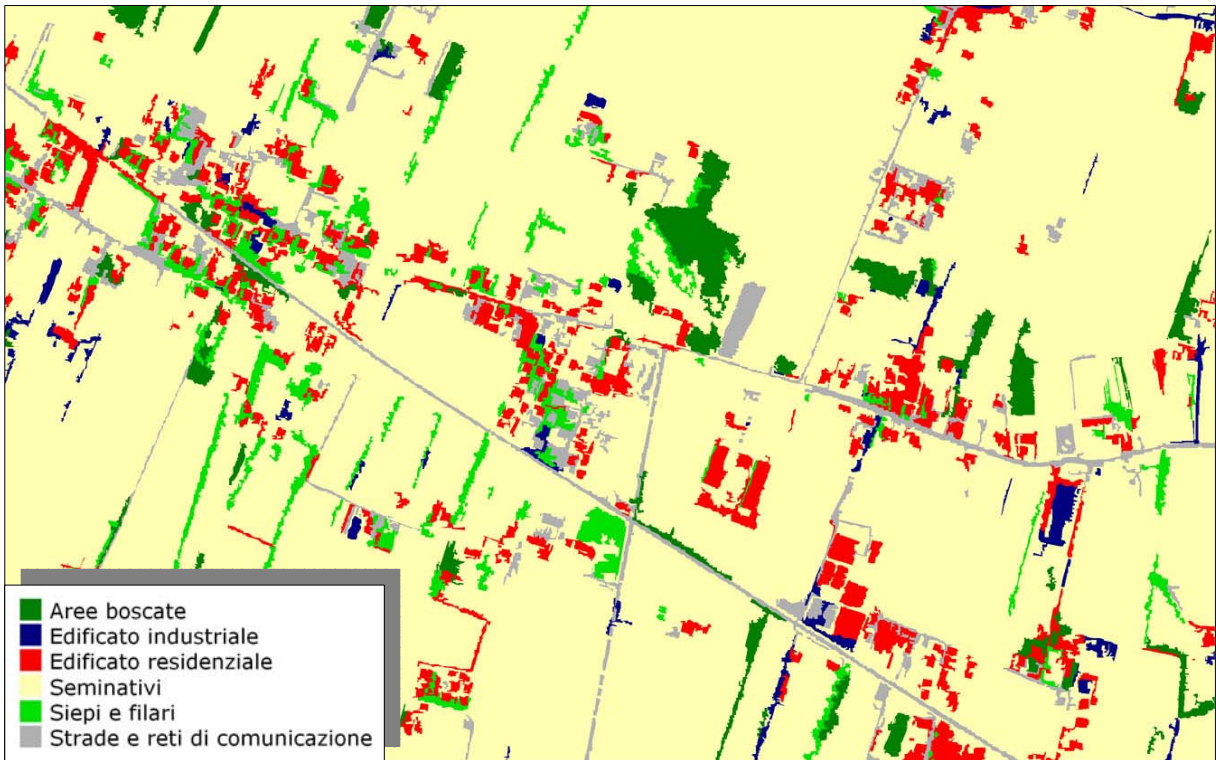 Aree boscate
Edificato industriale
Edificato residenziale
Seminativi
Siepi e filari
Strade e reti di comunicazione